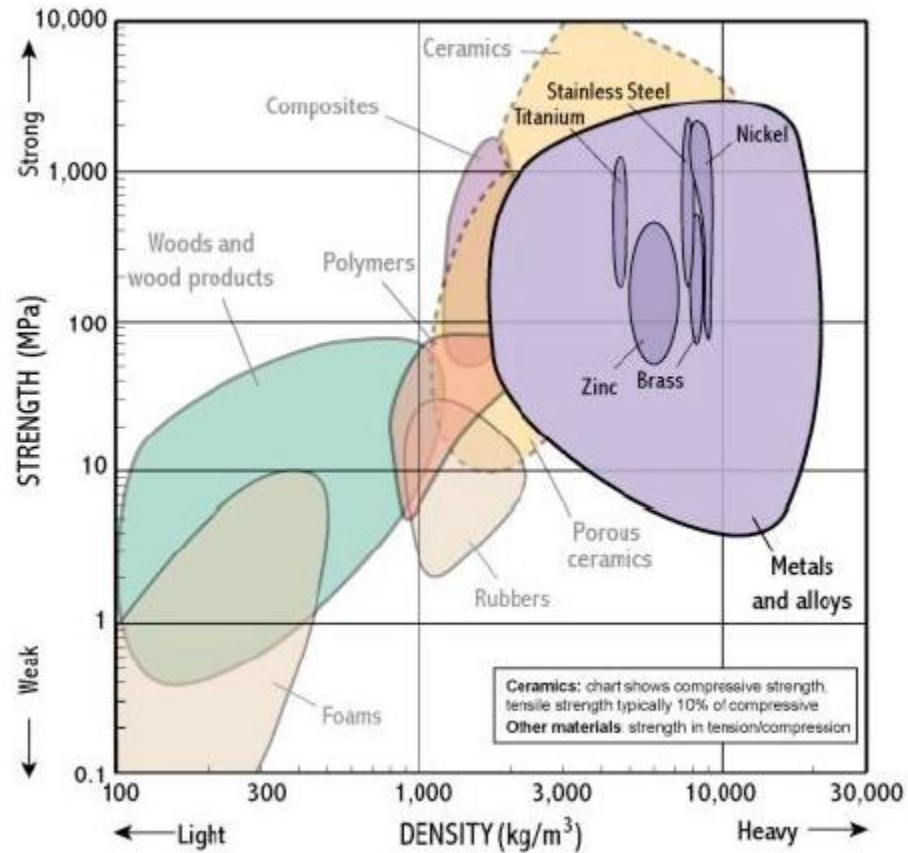 10,000
1,000
100
10
1
0.1
Strong
STRENGTH (MPa)
Weak
Ceramics
Stainless Steel
Titanium
Composites
Nickel
Woods and
wood products
Polymers
Zinc
Brass
Porous
ceramics
Rubbers
Metals
and alloys
Foams
Ceramics: chart shows compressive strength,
tensile strength typically 10% of compressive
Other materials: strength in tension/compression
100
300
1,000
3,000
10,000
30,000
Light
DENSITY (kg/m³)
Heavy